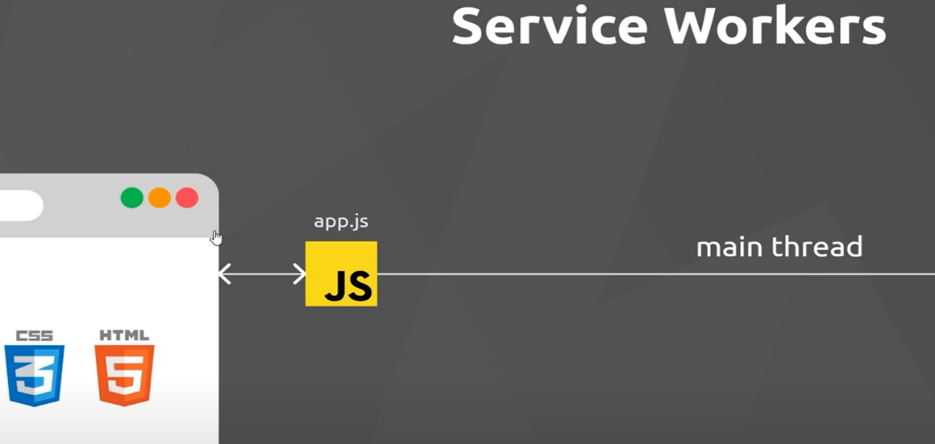 Service Workers
app.js
main thread
JS
CSS
3
HTML
5